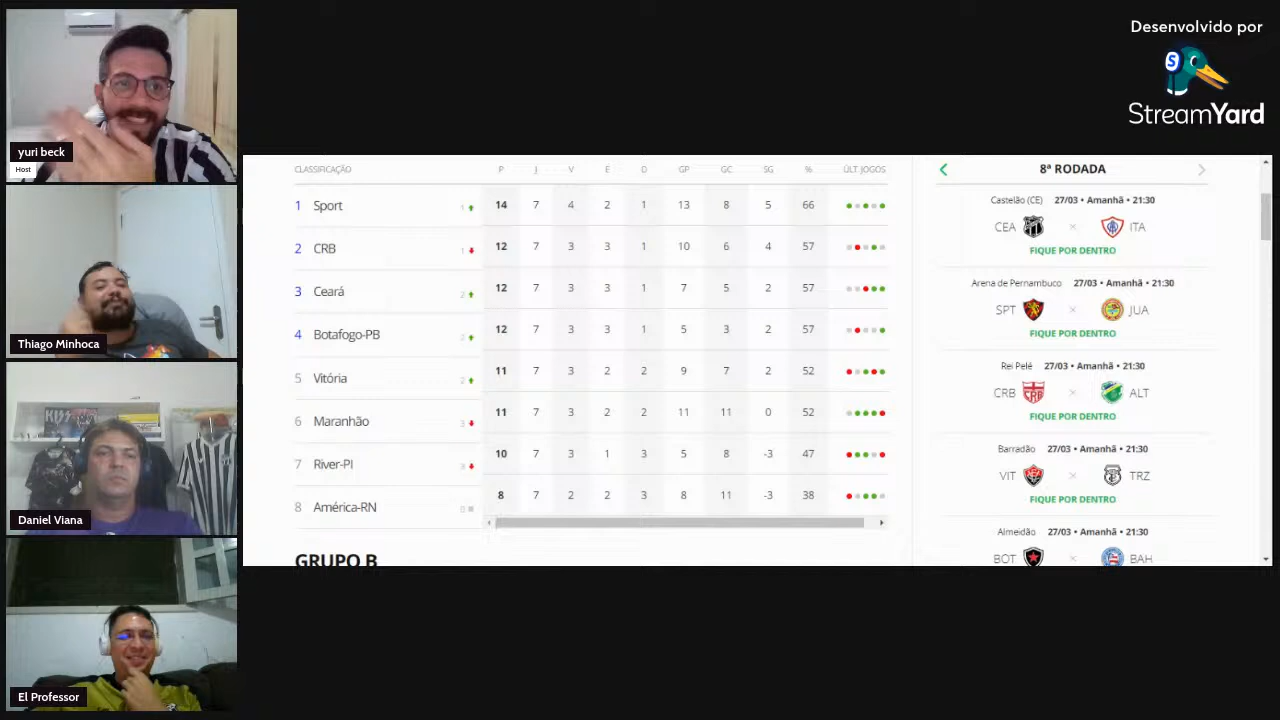 Desenvolvido por
S
StreamYard
yuri beck
Host
Thiago Minhoca
KISS
Daniel Viana
El Professor
CLASSIFICAÇÃO P J V E D GP GC SG % ÚLT. JOGOS
1 Sport 1 14 7 4 2 1 13 8 5 66
2 CRB 1 12 7 3 3 1 10 6 4 57
3 Ceará 2 12 7 3 3 1 7 5 2 57
4 Botafogo-PB 12 7 3 3 1 5 3 2 57
5 Vitória 2 11 7 3 2 2 9 7 2 52
6 Maranhão 3 11 7 3 2 2 11 11 0 52
7 River-PI 10 7 3 1 3 5 8 -3 47
8 América-RN 0 8 7 2 2 3 8 11 -3 38
GRUPO B
8ª RODADA
Castelão (CE) 27/03 • Amanhã • 21:30
CEA × ITA
FIQUE POR DENTRO
Arena de Pernambuco 27/03 • Amanhã • 21:30
SPT × JUA
FIQUE POR DENTRO
Rei Pelé 27/03 • Amanhã • 21:30
CRB × ALT
FIQUE POR DENTRO
Barradão 27/03 • Amanhã • 21:30
VIT × TRZ
FIQUE POR DENTRO
Almeidão 27/03 • Amanhã • 21:30
BOT × BAH